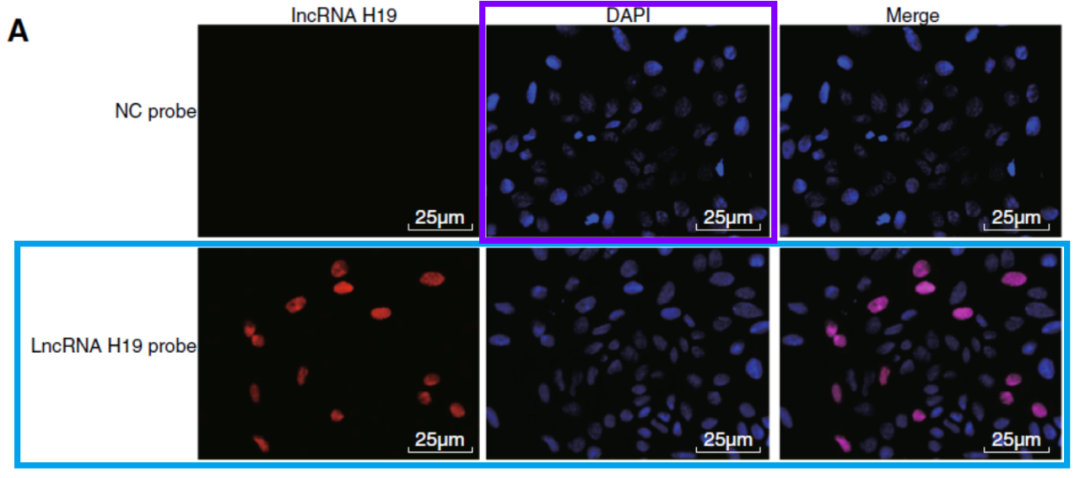 A
lncRNA H19 DAPI Merge
NC probe
25µm 25µm 25µm
LncRNA H19 probe
25µm 25µm 25µm